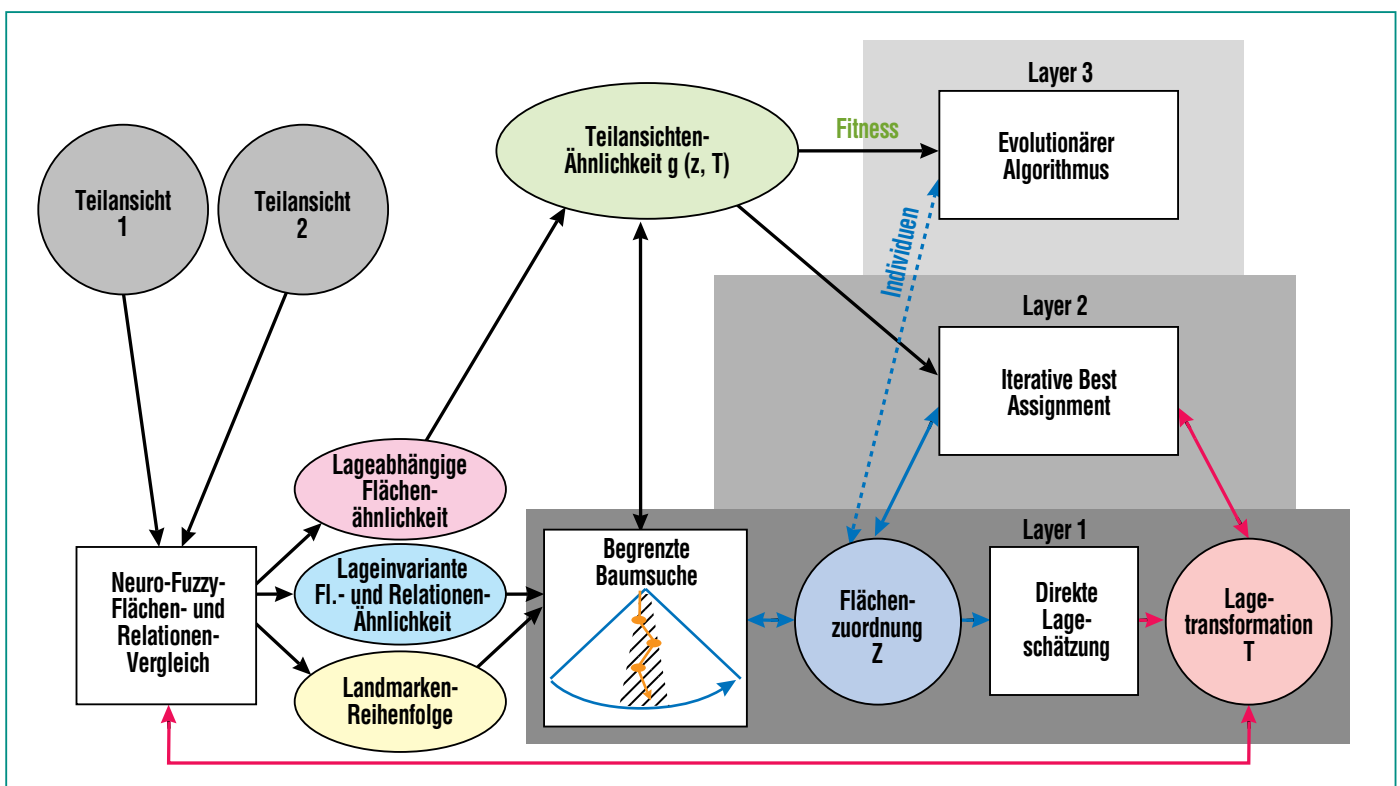 Teilansicht
1
Teilansicht
2
Neuro-Fuzzy-
Flächen- und
Relationen-
Vergleich
Lageabhängige
Flächen-
ähnlichkeit
Lageinvariante
Fl.- und Relationen-
Ähnlichkeit
Landmarken-
Reihenfolge
Teilansichten-
Ähnlichkeit g (z, T)
Fitness
Individuen
Layer 3
Evolutionärer
Algorithmus
Layer 2
Iterative Best
Assignment
Layer 1
Begrenzte
Baumsuche
Flächen-
zuordnung
Z
Direkte
Lage-
schätzung
Lage-
transformation
T